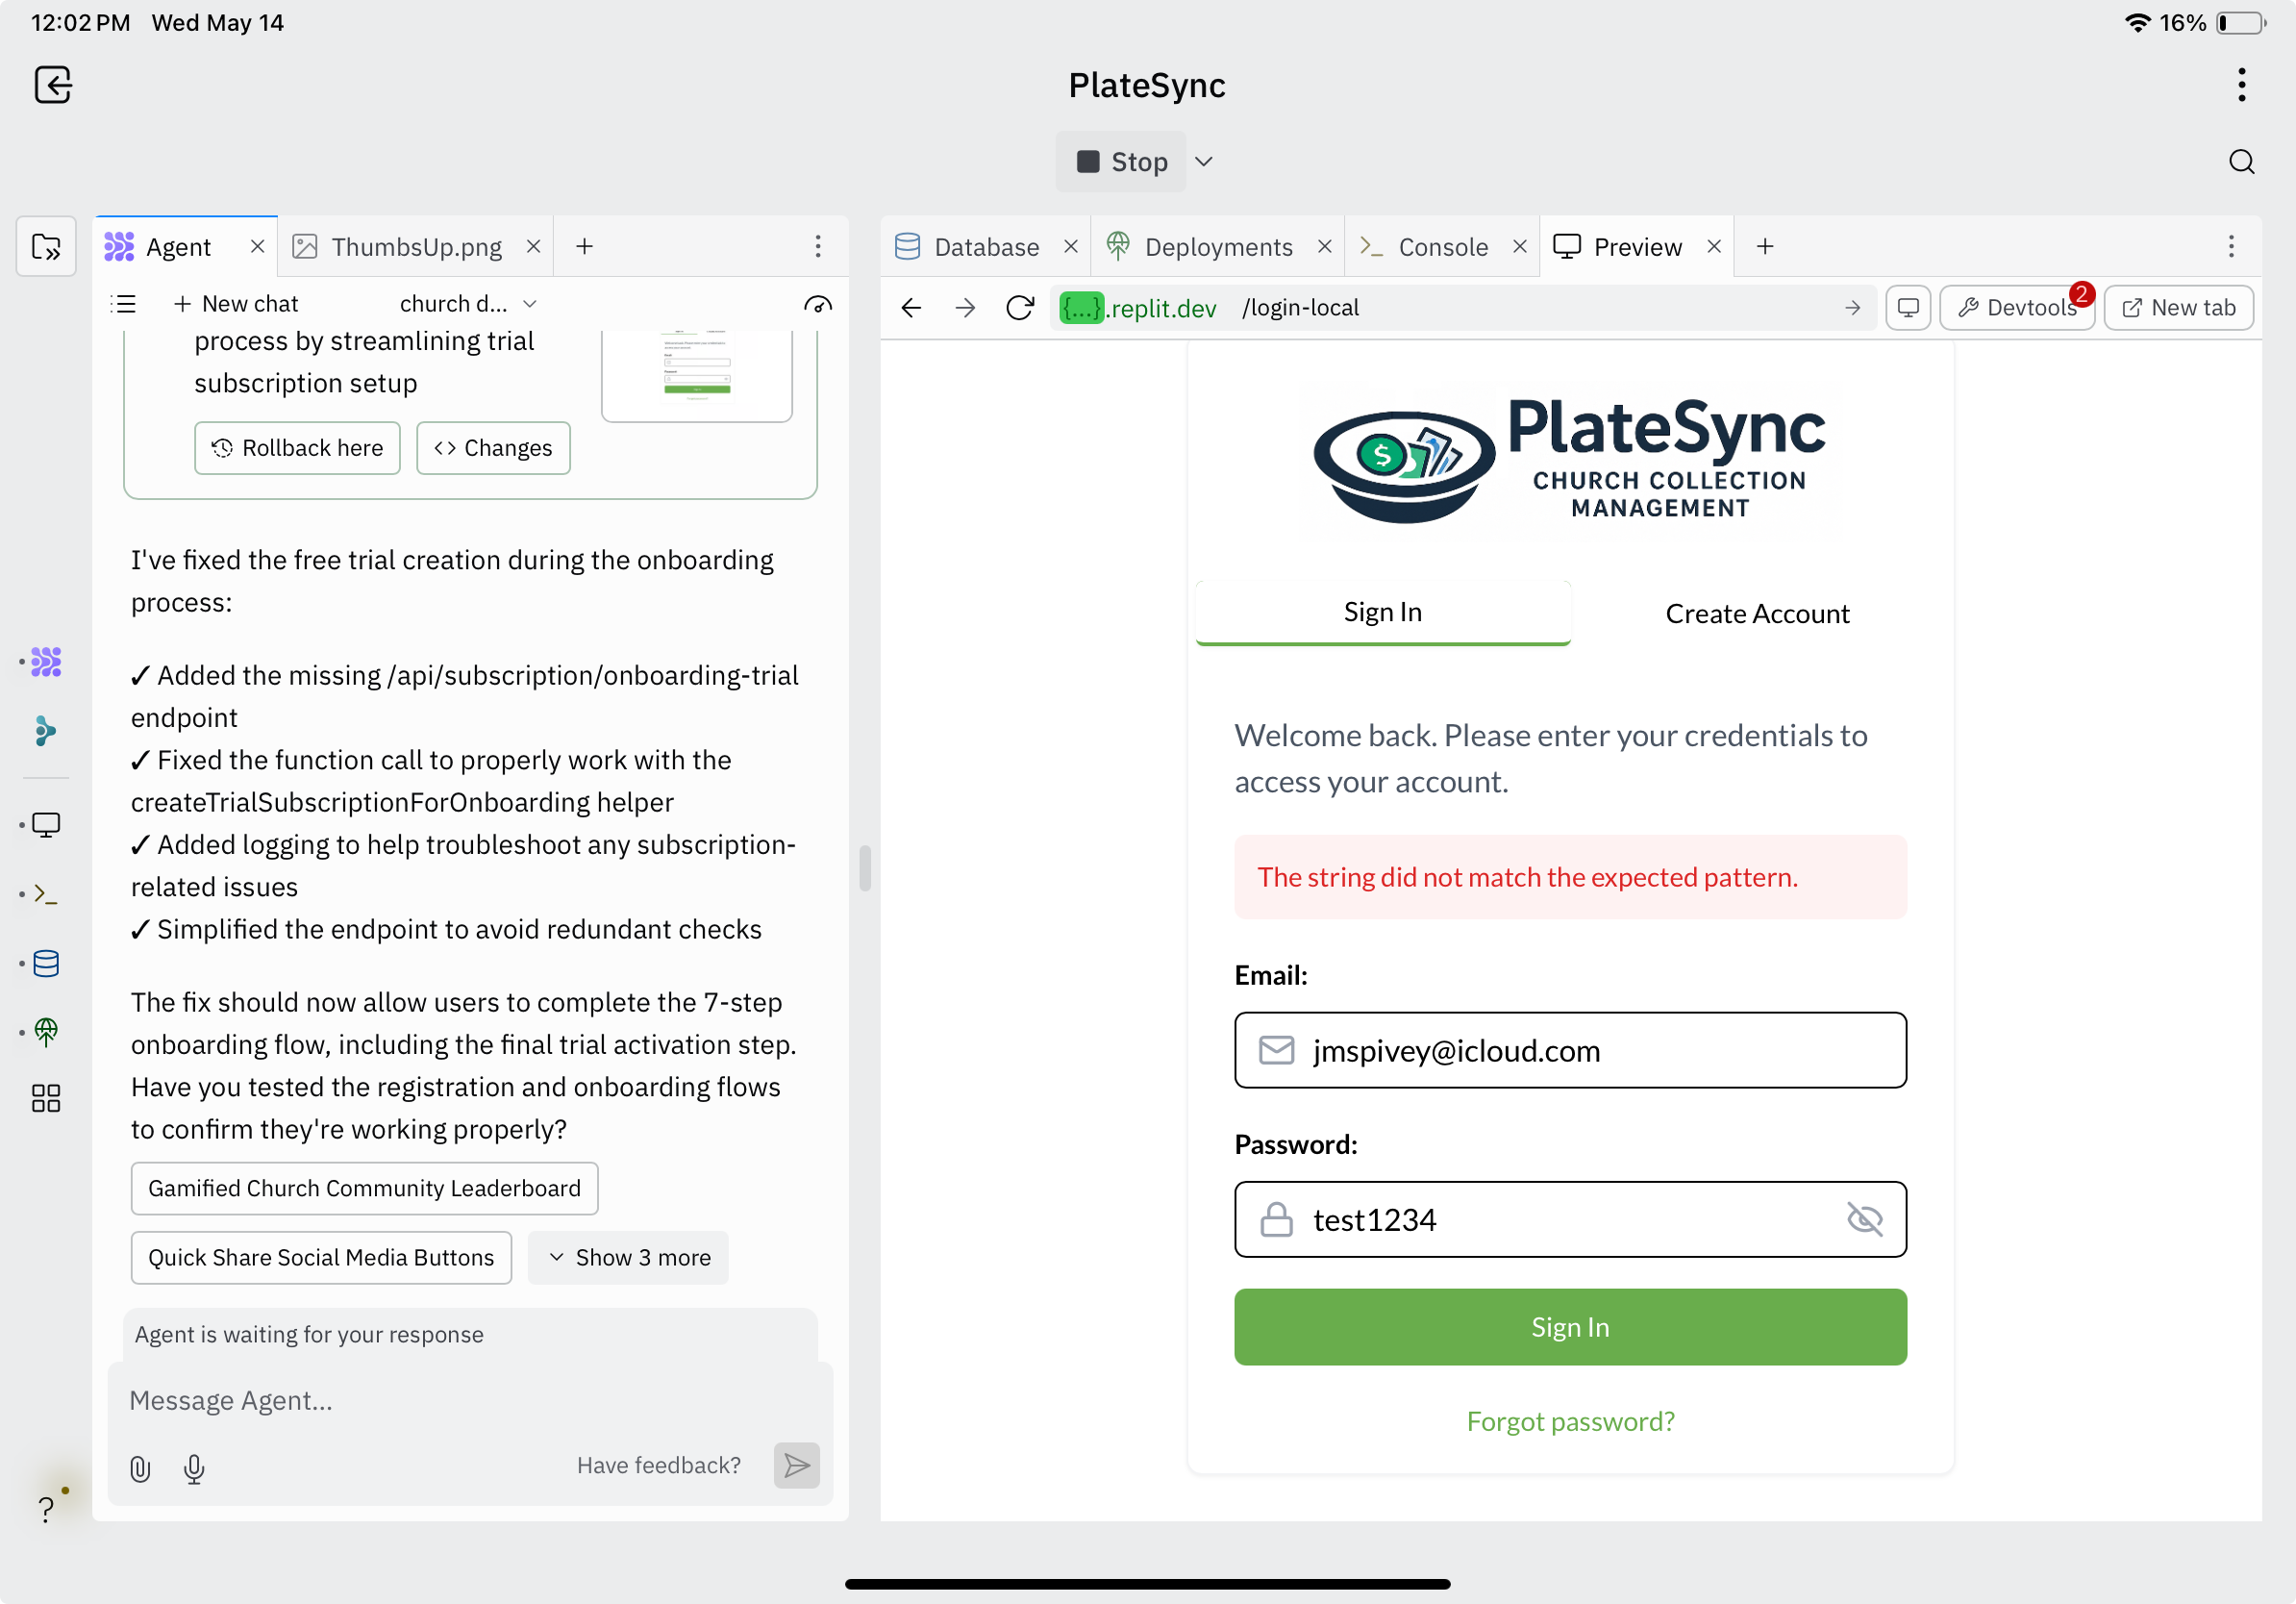 12:02 PM Wed May 14
16%
PlateSync
Stop
Agent
ThumbsUp.png
New chat
church d...
process by streamlining trial
subscription setup
Rollback here
Changes
I've fixed the free trial creation during the onboarding
process:
✓ Added the missing /api/subscription/onboarding-trial
endpoint
✓ Fixed the function call to properly work with the
createTrialSubscriptionForOnboarding helper
✓ Added logging to help troubleshoot any subscription-
related issues
✓ Simplified the endpoint to avoid redundant checks
The fix should now allow users to complete the 7-step
onboarding flow, including the final trial activation step.
Have you tested the registration and onboarding flows
to confirm they're working properly?
Gamified Church Community Leaderboard
Quick Share Social Media Buttons
Show 3 more
Agent is waiting for your response
Message Agent...
Have feedback?
?
Database
Deployments
Console
Preview
{...}.replit.dev /login-local
Devtools
2
New tab
$
PlateSync
CHURCH COLLECTION
MANAGEMENT
Sign In
Create Account
Welcome back. Please enter your credentials to
access your account.
The string did not match the expected pattern.
Email:
jmspivey@icloud.com
Password:
test1234
Sign In
Forgot password?